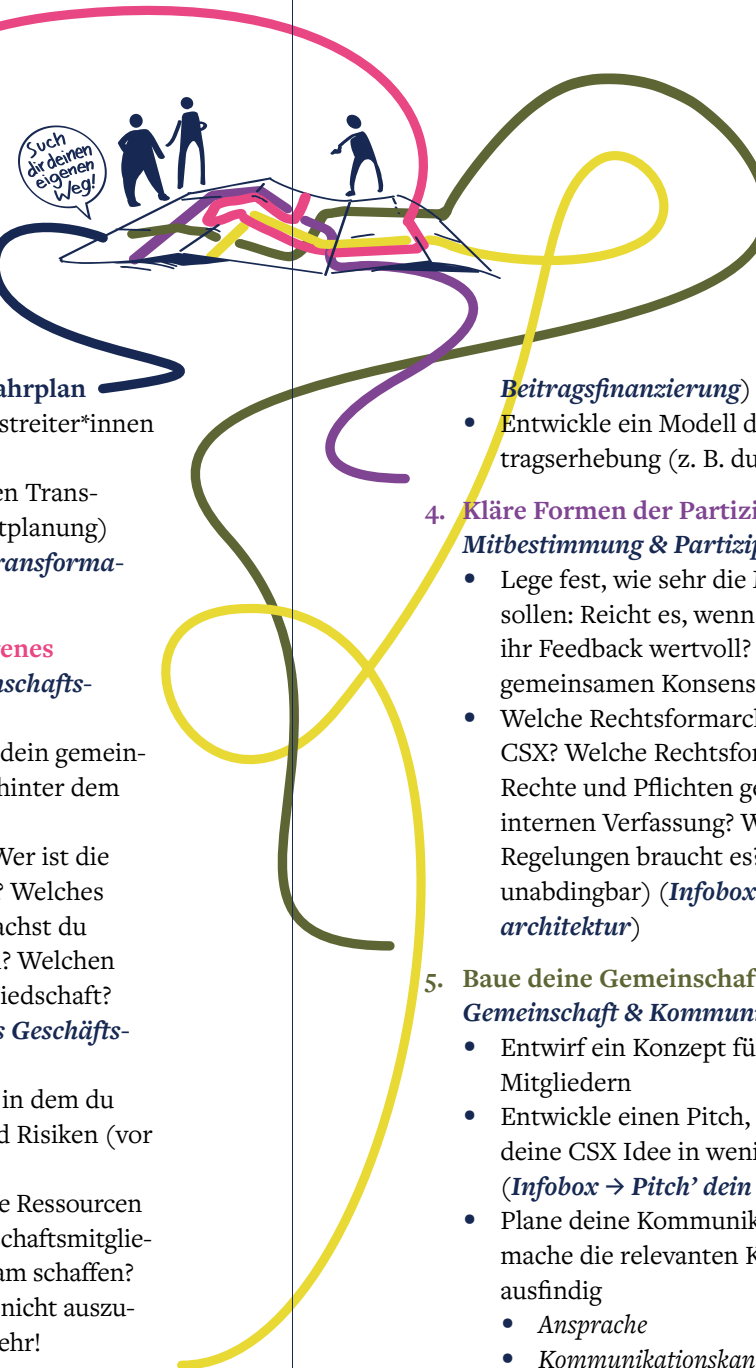 Such
dir deinen
eigenen
Weg!
ahrplan
streiter*innen
en Trans-
tplanung)
ransforma-
enes
nschafts-
dein gemein-
hinter dem
Wer ist die
? Welches
achst du
? Welchen
iedschaft?
s Geschäfts-
in dem du
d Risiken (vor
e Ressourcen
chaftsmitglie-
am schaffen?
nicht auszu-
ehr!
Beitragsfinanzierung)
• Entwickle ein Modell d
tragserhebung (z. B. du
4. Kläre Formen der Partizi
Mitbestimmung & Partizip
• Lege fest, wie sehr die
sollen: Reicht es, wenn
ihr Feedback wertvoll?
gemeinsamen Konsens
• Welche Rechtsformarch
CSX? Welche Rechtsfor
Rechte und Pflichten ge
internen Verfassung? W
Regelungen braucht es?
unabdingbar) (Infobox
architektur)
5. Baue deine Gemeinschaf
Gemeinschaft & Kommuni
• Entwirf ein Konzept fü
Mitgliedern
• Entwickle einen Pitch,
deine CSX Idee in weni
(Infobox → Pitch’ dein
• Plane deine Kommunik
mache die relevanten K
ausfindig
• Ansprache
• Kommunikationskan